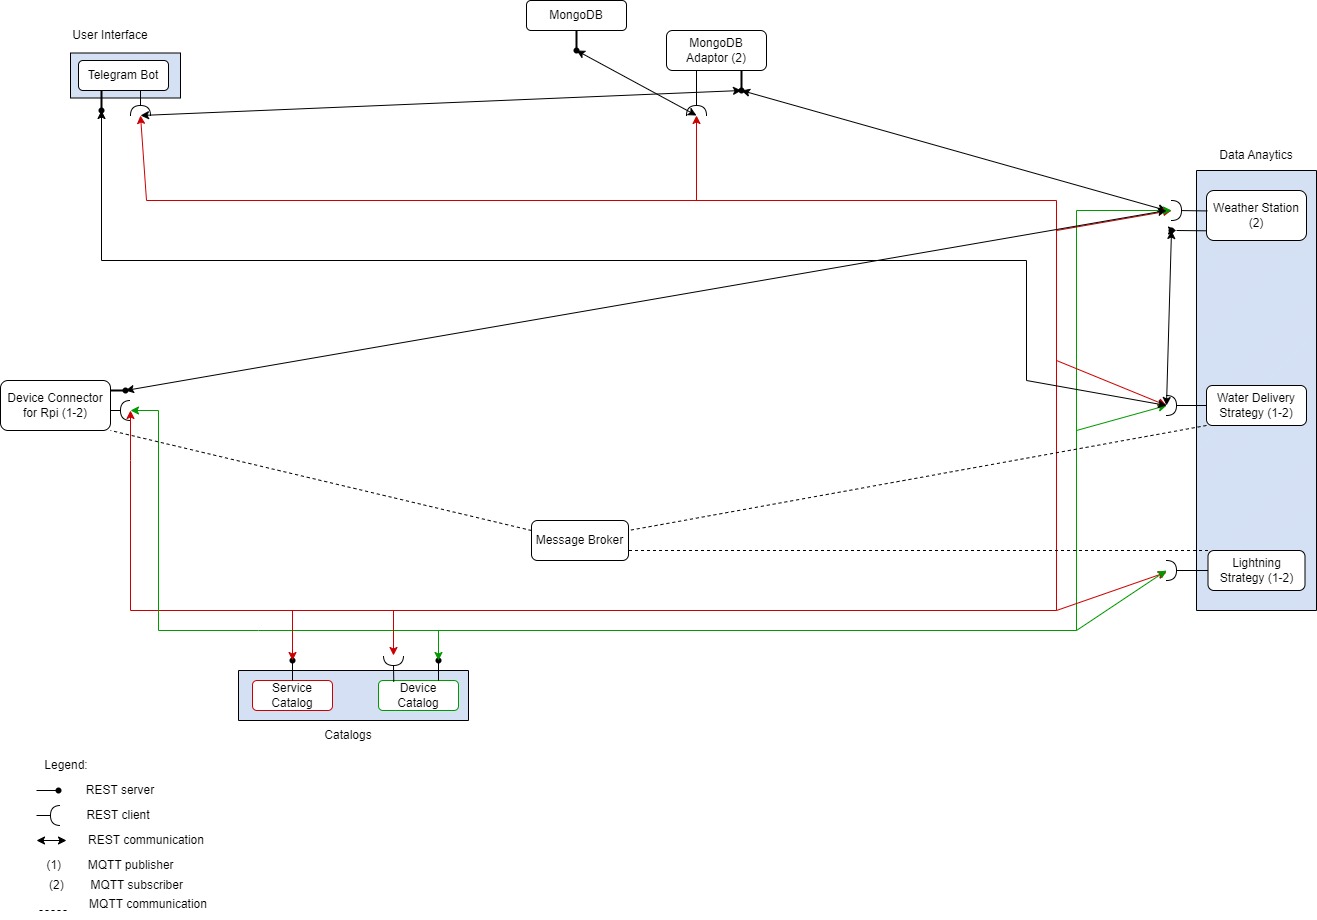 MongoDB
User Interface
MongoDB
Adaptor (2)
Telegram Bot
Data Anaytics
Weather Station
(2)
Device Connector
for Rpi (1-2)
Water Delivery
Strategy (1-2)
Message Broker
Lightning
Strategy (1-2)
Service
Catalog
Device
Catalog
Catalogs
Legend:
REST server
REST client
REST communication
(1) MQTT publisher
(2) MQTT subscriber
MQTT communication